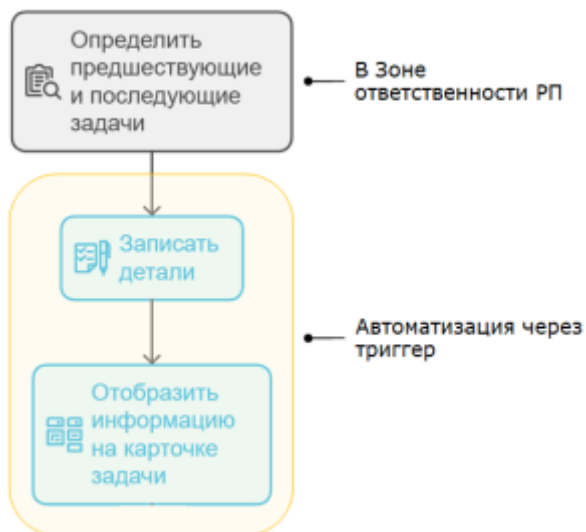 Определить
предшествующие
и последующие
задачи
В Зоне
ответственности РП
Записать
детали
Автоматизация через
триггер
Отобразить
информацию
на карточке
задачи